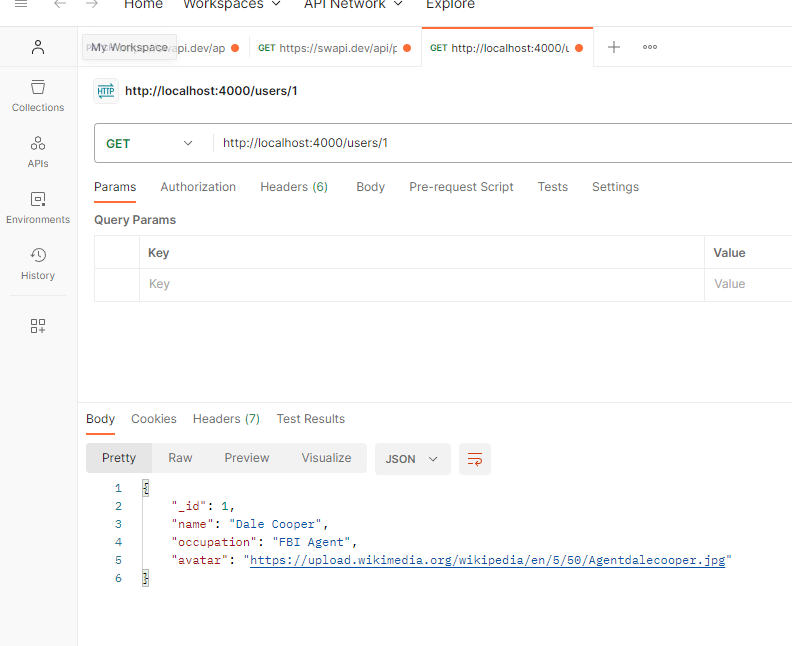 Home Workspaces API Network Explore
My Workspace swapi.dev/ap GET https://swapi.dev/api/p GET http://localhost:4000/u
HTTP http://localhost:4000/users/1
Collections
GET http://localhost:4000/users/1
APIs
Params Authorization Headers (6) Body Pre-request Script Tests Settings
Environments
Query Params
Key Value
History
Key Value
Body Cookies Headers (7) Test Results
Pretty Raw Preview Visualize JSON
1 {
2 "_id": 1,
3 "name": "Dale Cooper",
4 "occupation": "FBI Agent",
5 "avatar": "https://upload.wikimedia.org/wikipedia/en/5/50/Agentdalecooper.jpg"
6 }